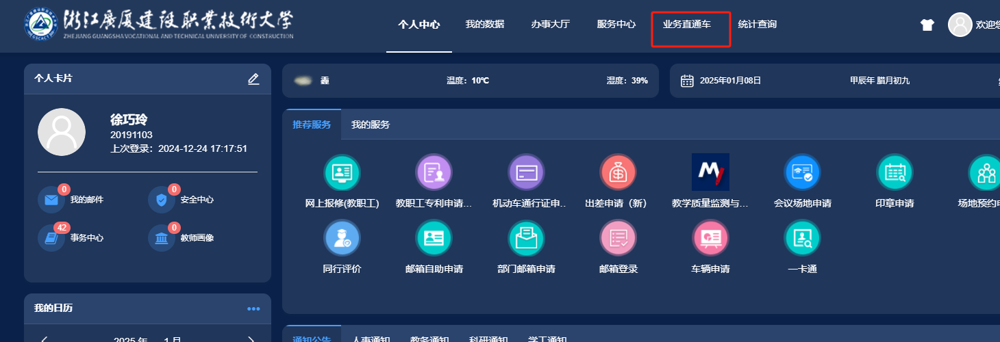 浙江廣厦建设职业技術大学
ZHEJIANG GUANGSHA VOCATIONAL AND TECHNICAL UNIVERSITY OF CONSTRUCTION
个人中心 我的数据 办事大厅 服务中心 业务直通车 统计查询
欢迎您
个人卡片
徐巧玲
20191103
上次登录：2024-12-24 17:17:51
0 我的邮件 0 安全中心
42 事务中心 0 教师画像
我的日历
2025 年 1 月
霾 温度：10℃ 湿度：39%
2025年01月08日 甲辰年 腊月初九
推荐服务 我的服务
网上报修(教职工) 教职工专利申请... 机动车通行证申... 出差申请（新） 教学质量监测与... 会议场地申请 印章申请 场地预约申
同行评价 邮箱自助申请 部门邮箱申请 邮箱登录 车辆申请 一卡通
通知公告 人事通知 教务通知 科研通知 学工通知